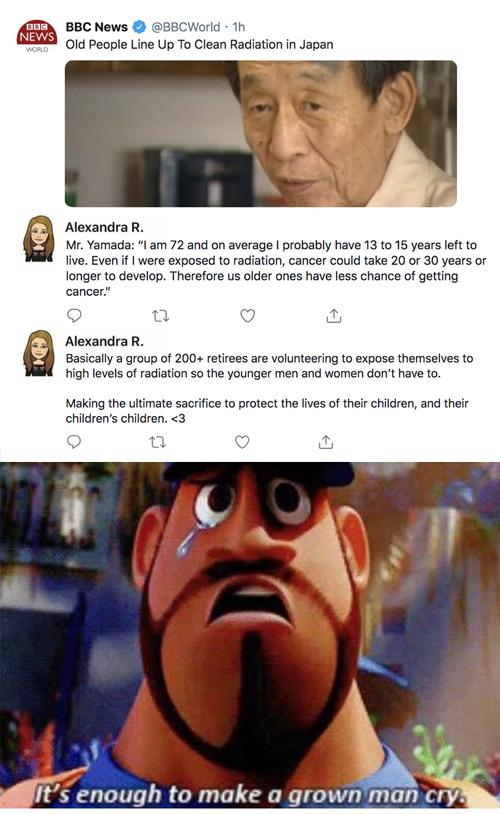 BBC
NEWS
WORLD
BBC News @BBCWorld · 1h
Old People Line Up To Clean Radiation in Japan
Alexandra R.
Mr. Yamada: “I am 72 and on average I probably have 13 to 15 years left to
live. Even if I were exposed to radiation, cancer could take 20 or 30 years or
longer to develop. Therefore us older ones have less chance of getting
cancer.”
Alexandra R.
Basically a group of 200+ retirees are volunteering to expose themselves to
high levels of radiation so the younger men and women don’t have to.
Making the ultimate sacrifice to protect the lives of their children, and their
children’s children. <3
It's enough to make a grown man cry.